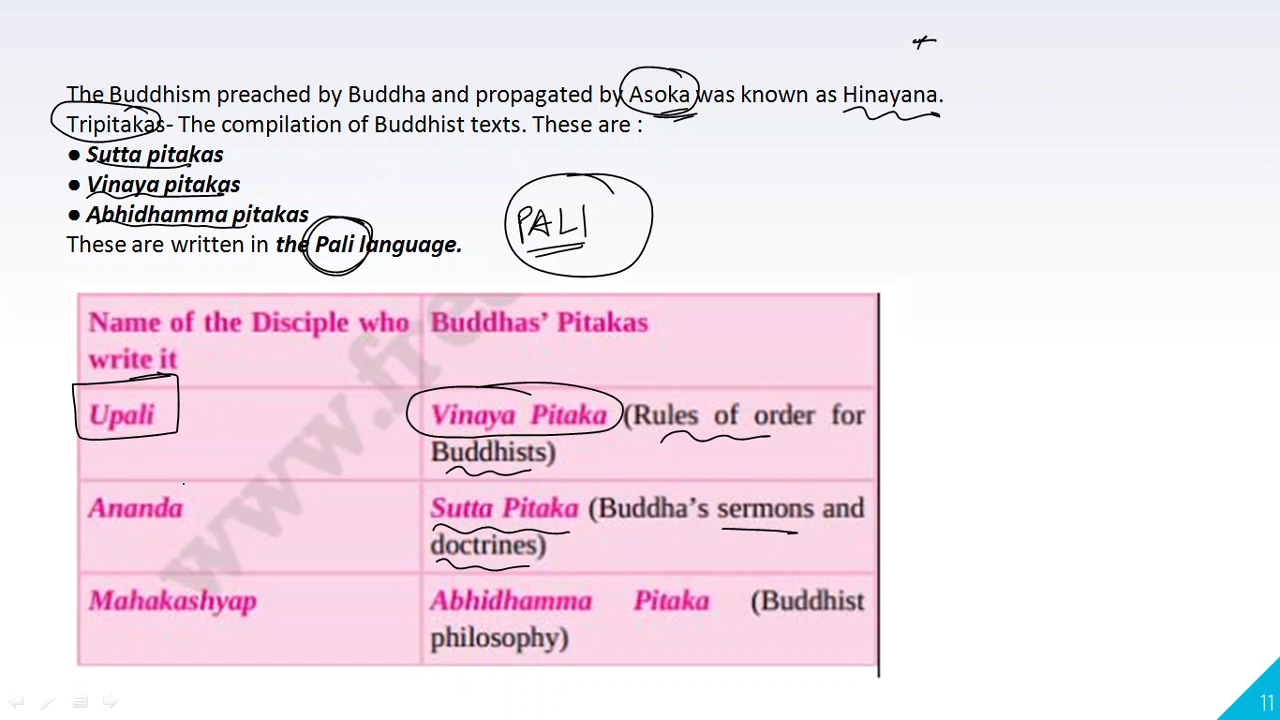 The Buddhism preached by Buddha and propagated by Asoka was known as Hinayana.
Tripitakas- The compilation of Buddhist texts. These are :
● Sutta pitakas
● Vinaya pitakas
● Abhidhamma pitakas
These are written in the Pali language.
PALI
Name of the Disciple who write it
Buddhas’ Pitakas
Upali
Vinaya Pitaka (Rules of order for
Buddhists)
Ananda
Sutta Pitaka (Buddha’s sermons and
doctrines)
Mahakashyap
Abhidhamma Pitaka (Buddhist
philosophy)
11